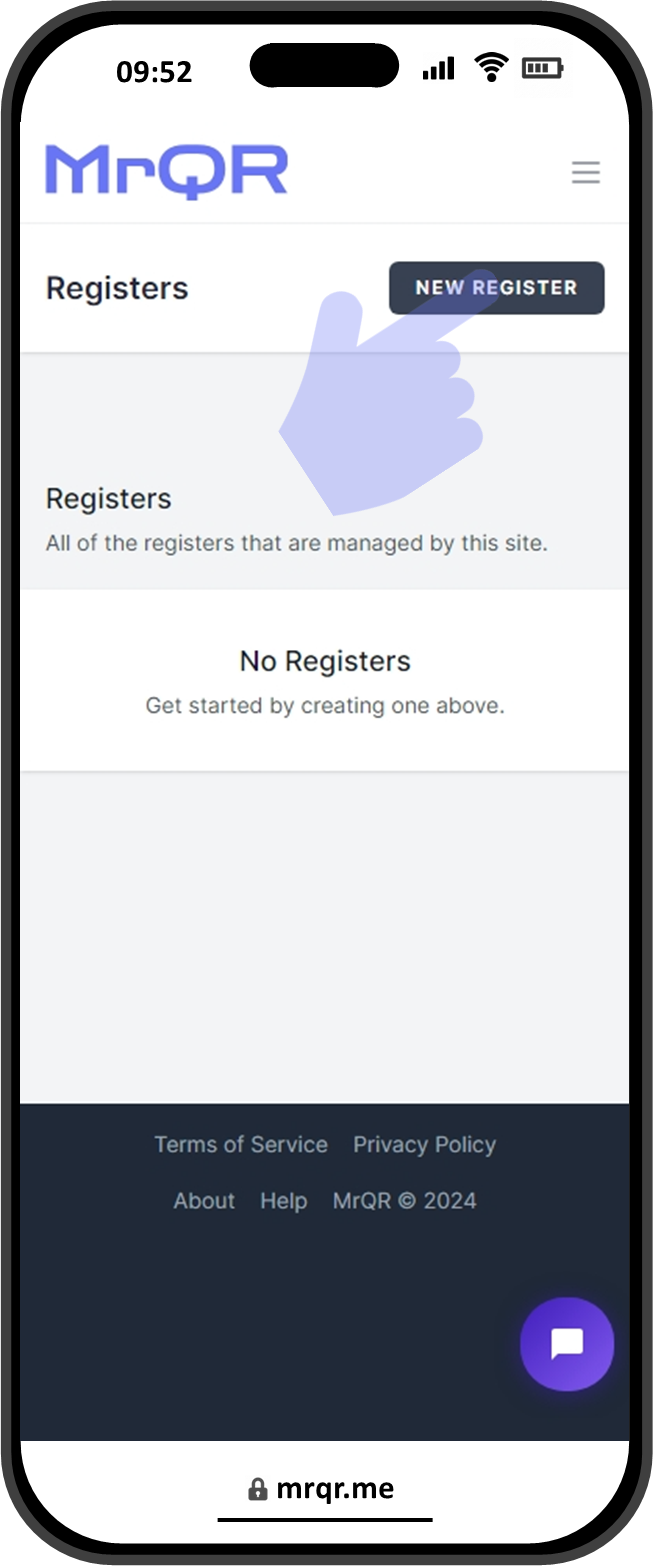 09:52
MrQR
Registers
NEW REGISTER
Registers
All of the registers that are managed by this site.
No Registers
Get started by creating one above.
Terms of Service Privacy Policy
About Help MrQR © 2024
mrqr.me